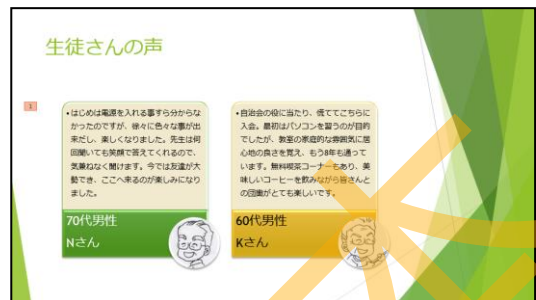 生徒さんの声
1
•はじめは電源を入れる事すら分からな
かったのですが、徐々に色々な事が出
来だし、楽しくなりました。先生は何
回聞いても笑顔で答えてくれるので、
気兼ねなく聞けます。今では友達が大
勢でき、ここへ来るのが楽しみになり
ました。
70代男性
Nさん
•自治会の役に当たり、慌ててこちらに
入会。最初はパソコンを習うのが目的
でしたが、教室の家庭的な雰囲気に居
心地の良さを覚え、もう8年も通って
います。無料喫茶コーナーもあり、美
味しいコーヒーを飲みながら皆さんと
の団欒がとても楽しいです。
60代男性
Kさん